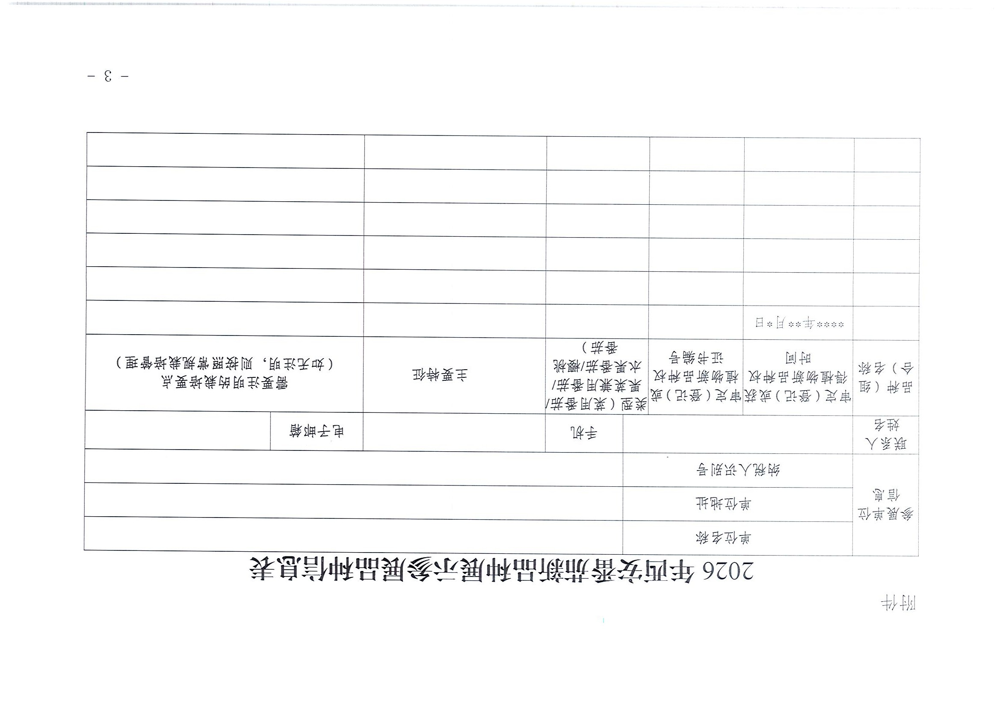 附件
2026 年西安番茄新品种展示参展品种信息表
参展单位
信息
单位名称
单位地址
纳税人识别号
联系人
姓名
手机
电子邮箱
品种（组
合）名称
审定（登记）或获
得植物新品种权
时间
审定（登记）或
植物新品种权
证书编号
类型（菜用番茄/
果菜兼用番茄/
水果番茄/樱桃
番茄）
主要特征
需要注明的栽培要点
（如无注明，则按照常规栽培管理）
****年**月*日
- 3 -